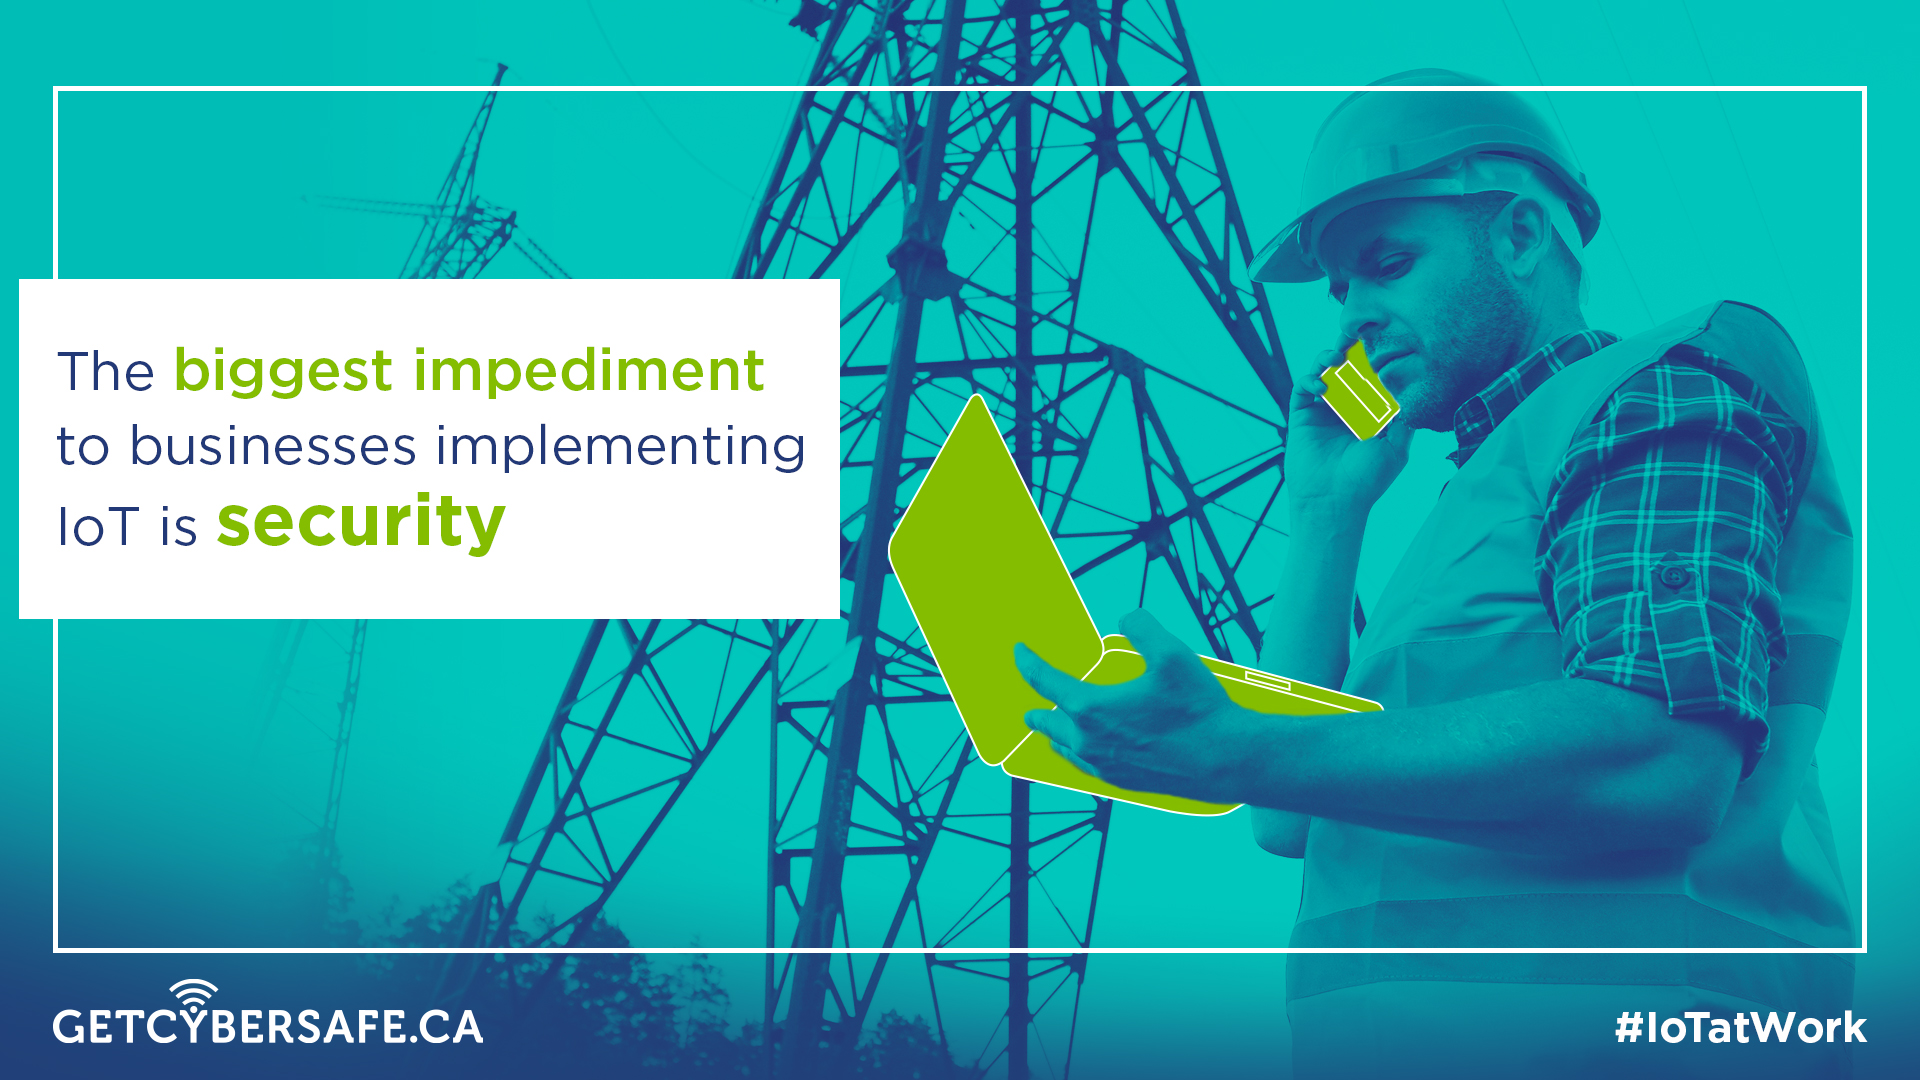 The biggest impediment
to businesses implementing
IoT is security
GETCYBERSAFE.CA
#IoTatWork